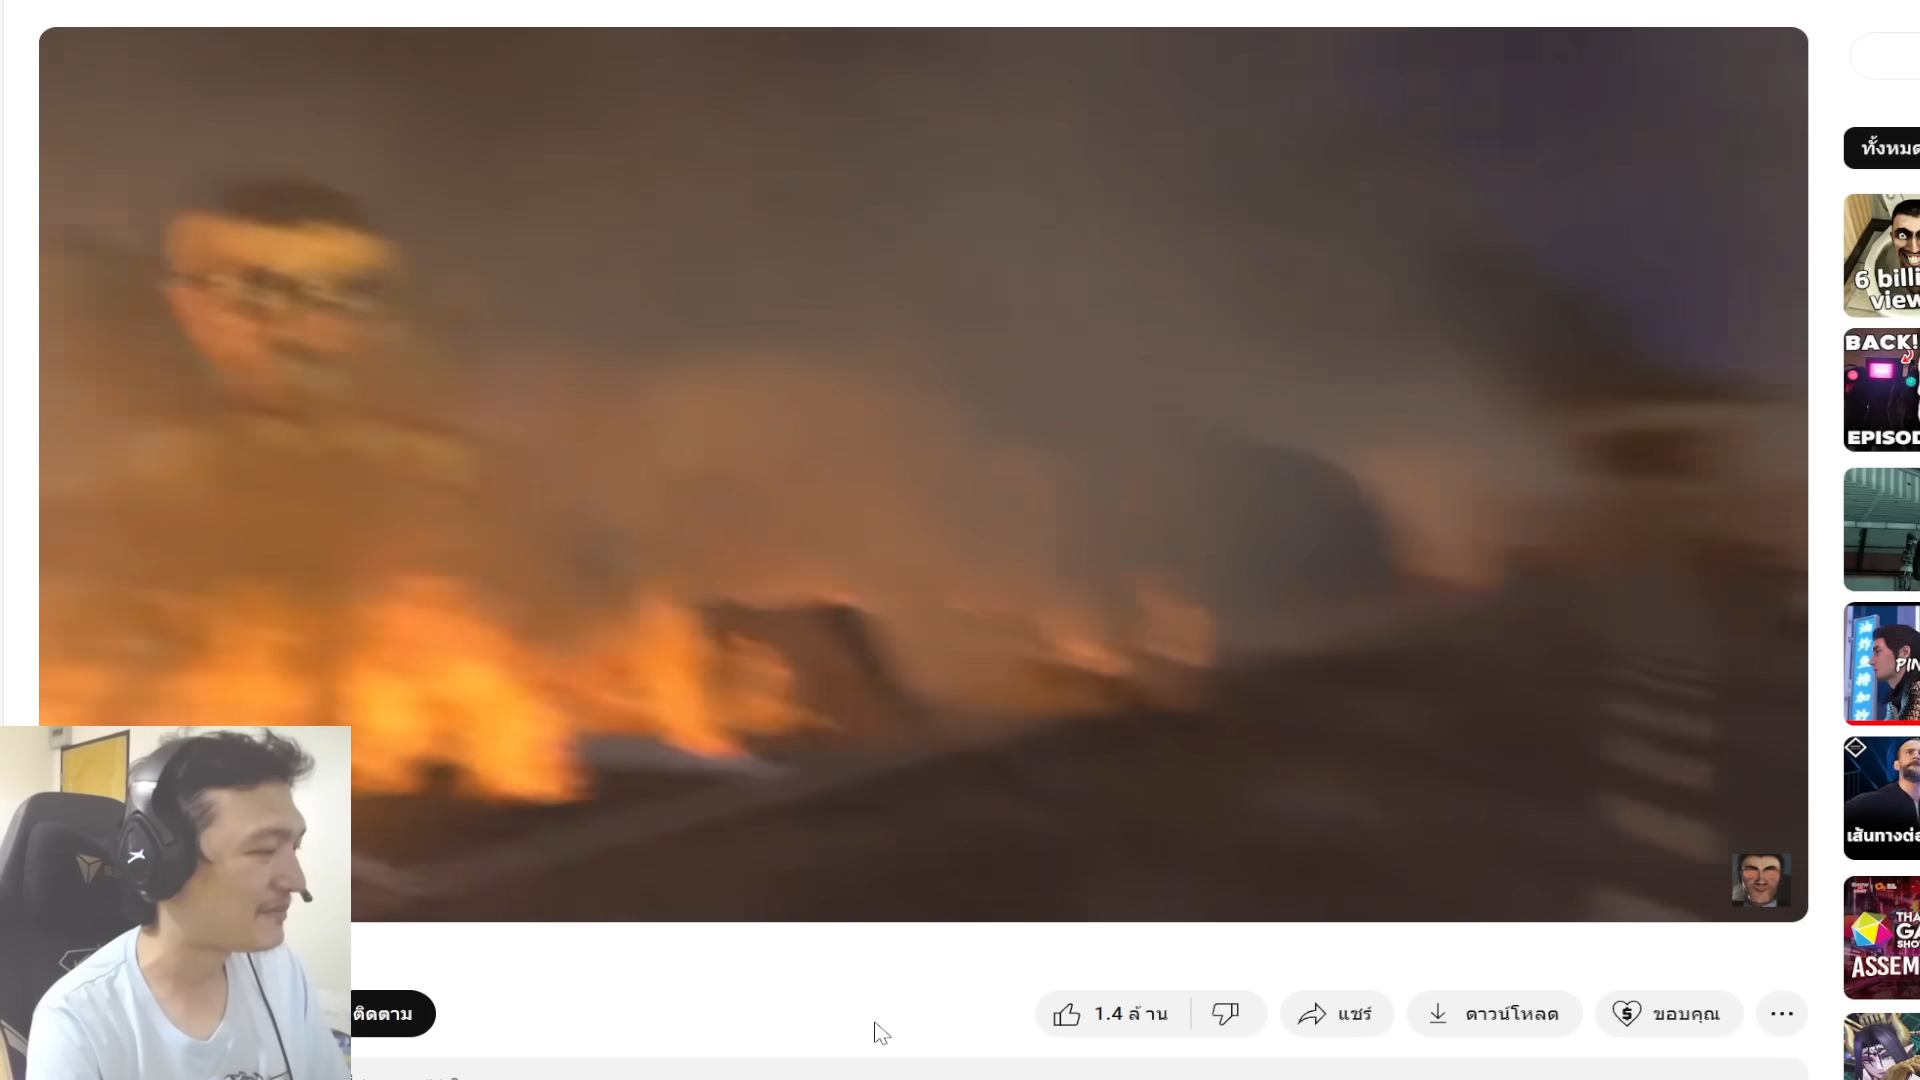 ทั้งหมด
6 billi
view
BACK!
EPISOD
PIN
เส้นทางต่อ
THA
GA
SHO
ASSEM
ติดตาม
1.4 ล้าน
แชร์
ดาวน์โหลด
ขอบคุณ